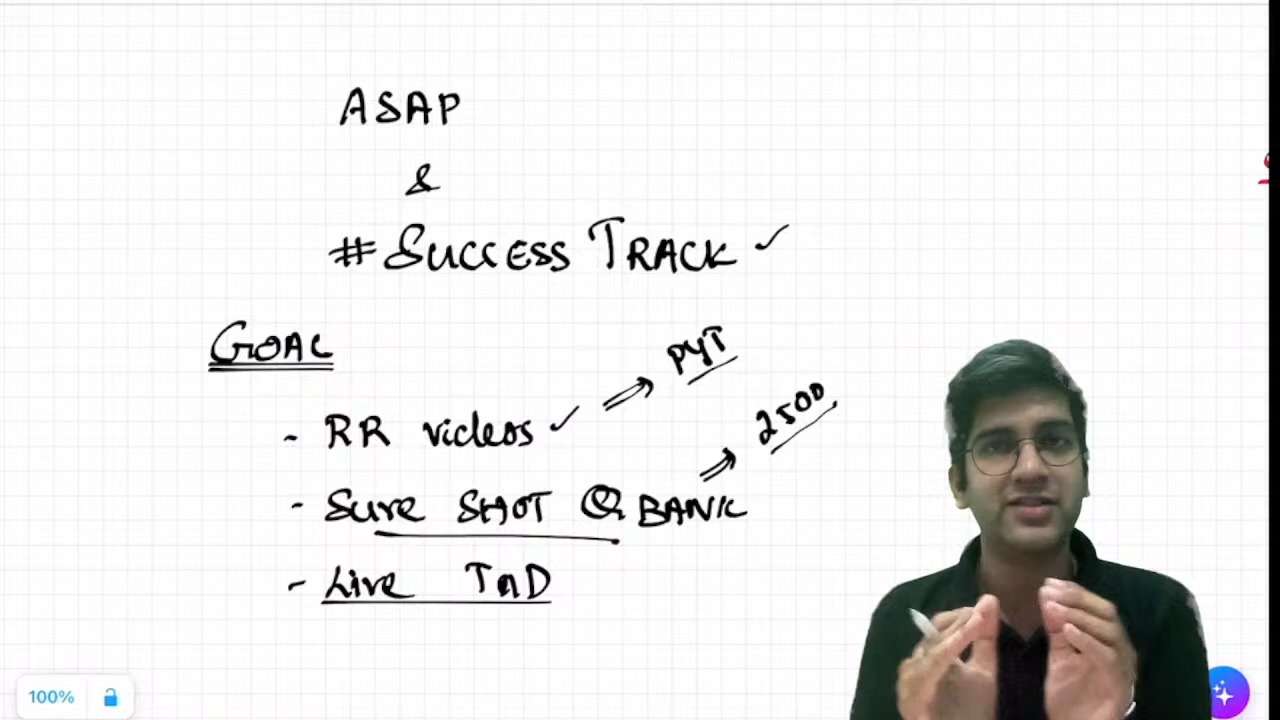 ASAP
&
# SUCCESS TRACK ✓
GOAL
- RR videos ✓ ⇒ PYT
- Sure SHOT Q BANK ⇒ 2500
- Live TnD
100%